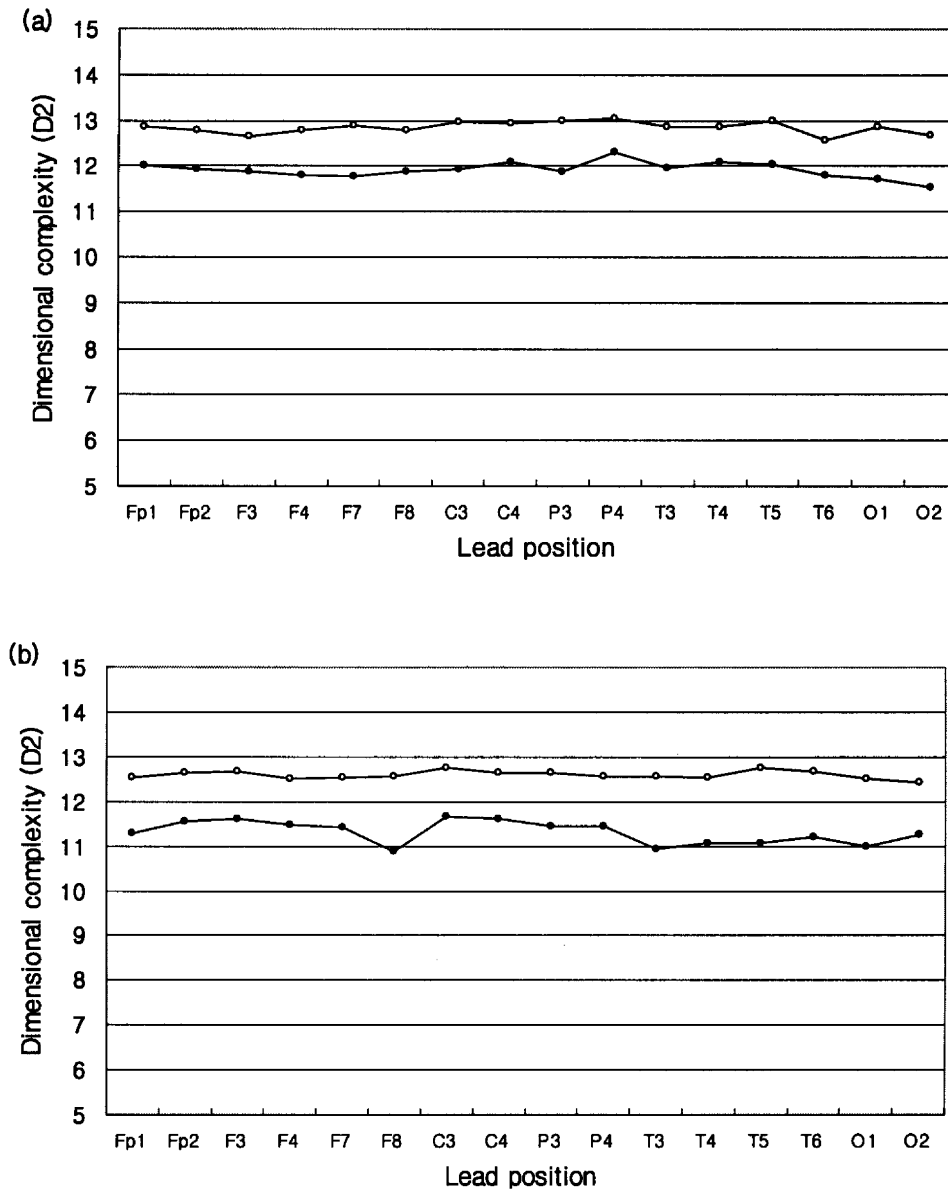 (a)
Dimensional complexity (D2)
15
14
13
12
11
10
9
8
7
6
5
Fp1 Fp2 F3 F4 F7 F8 C3 C4 P3 P4 T3 T4 T5 T6 O1 O2
Lead position
(b)
Dimensional complexity (D2)
15
14
13
12
11
10
9
8
7
6
5
Fp1 Fp2 F3 F4 F7 F8 C3 C4 P3 P4 T3 T4 T5 T6 O1 O2
Lead position